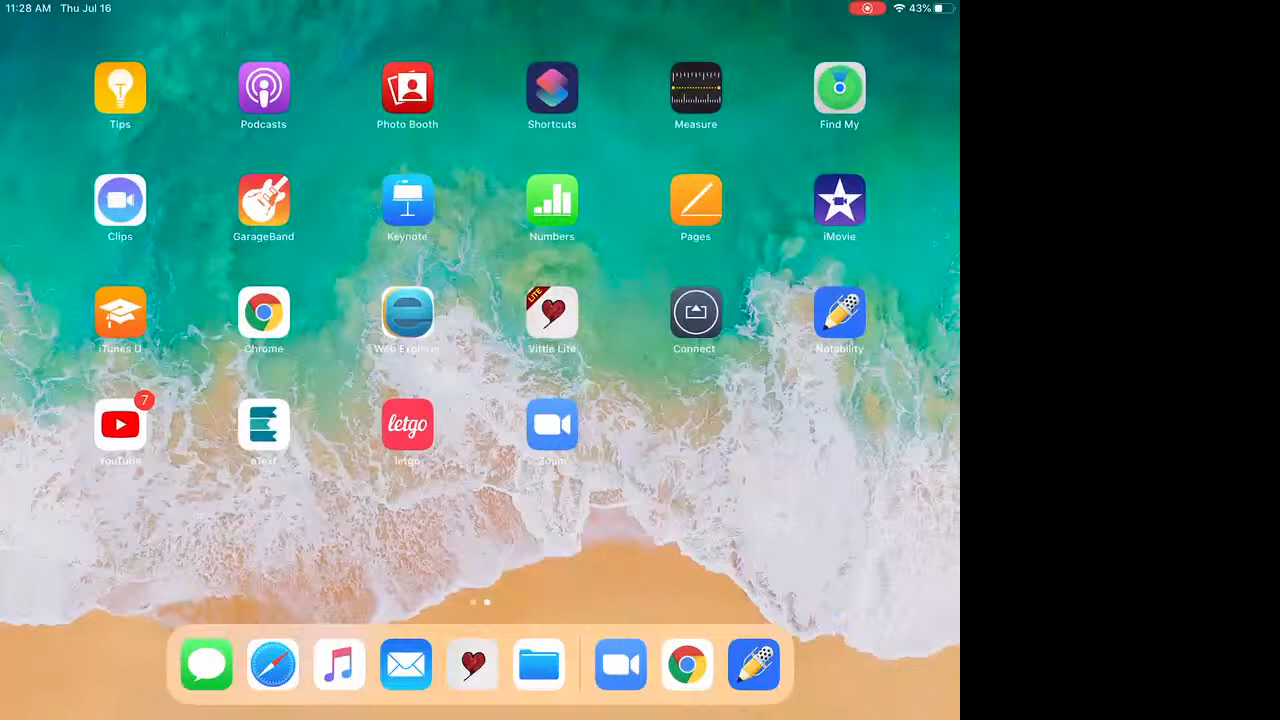 11:28 AM Thu Jul 16
43%
Tips Podcasts Photo Booth Shortcuts Measure Find My
Clips GarageBand Keynote Numbers Pages iMovie
LITE
iTunes U Chrome Web Explorer Vittle Lite Connect Notability
7
letgo
YouTube eText letgo Zoom